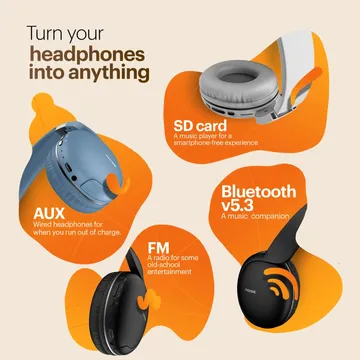 Turn your
headphones
into anything
SD card
A music player for a
smartphone-free experience
AUX
Wired headphones for
when you run out of charge.
Bluetooth
v5.3
A music companion
FM
A radio for some
old-school
entertainment